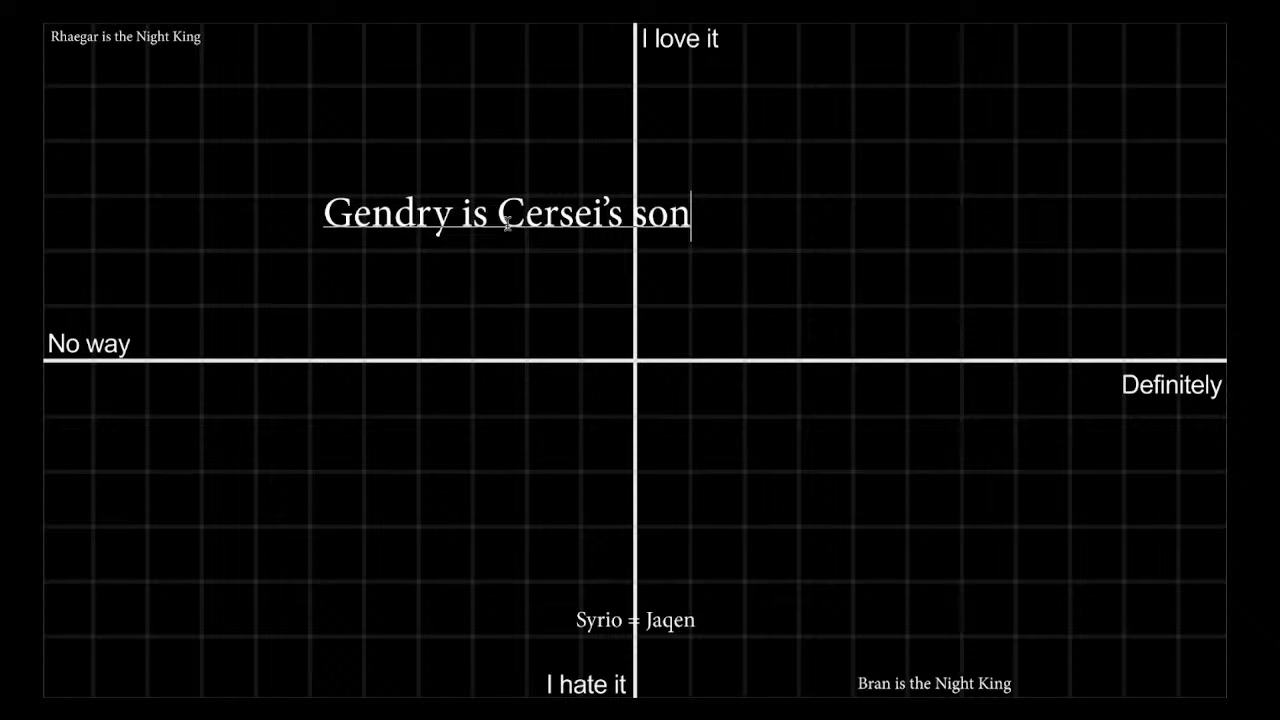 Rhaegar is the Night King
I love it
Gendry is Cersei’s son
No way
Definitely
Syrio = Jaqen
I hate it
Bran is the Night King